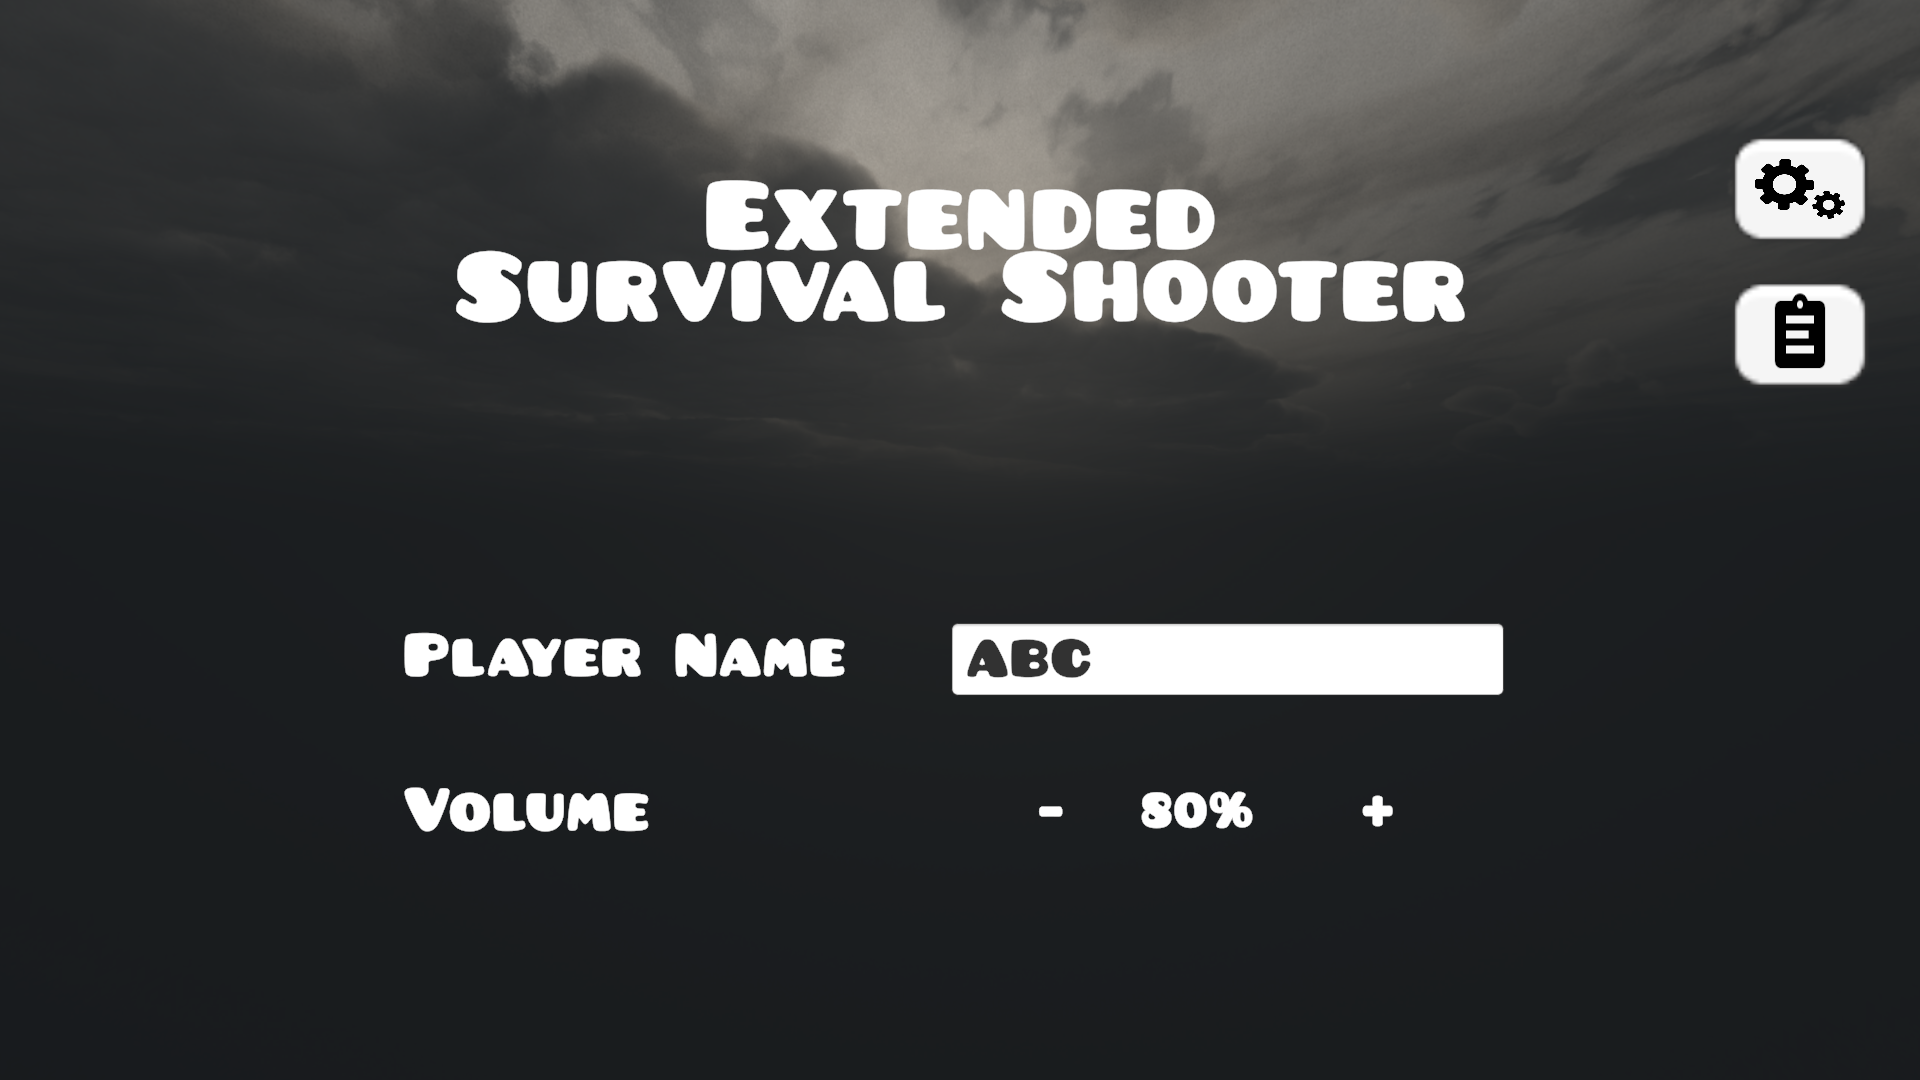 EXTENDED
SURVIVAL SHOOTER
PLAYER NAME ABC
VOLUME - 80% +